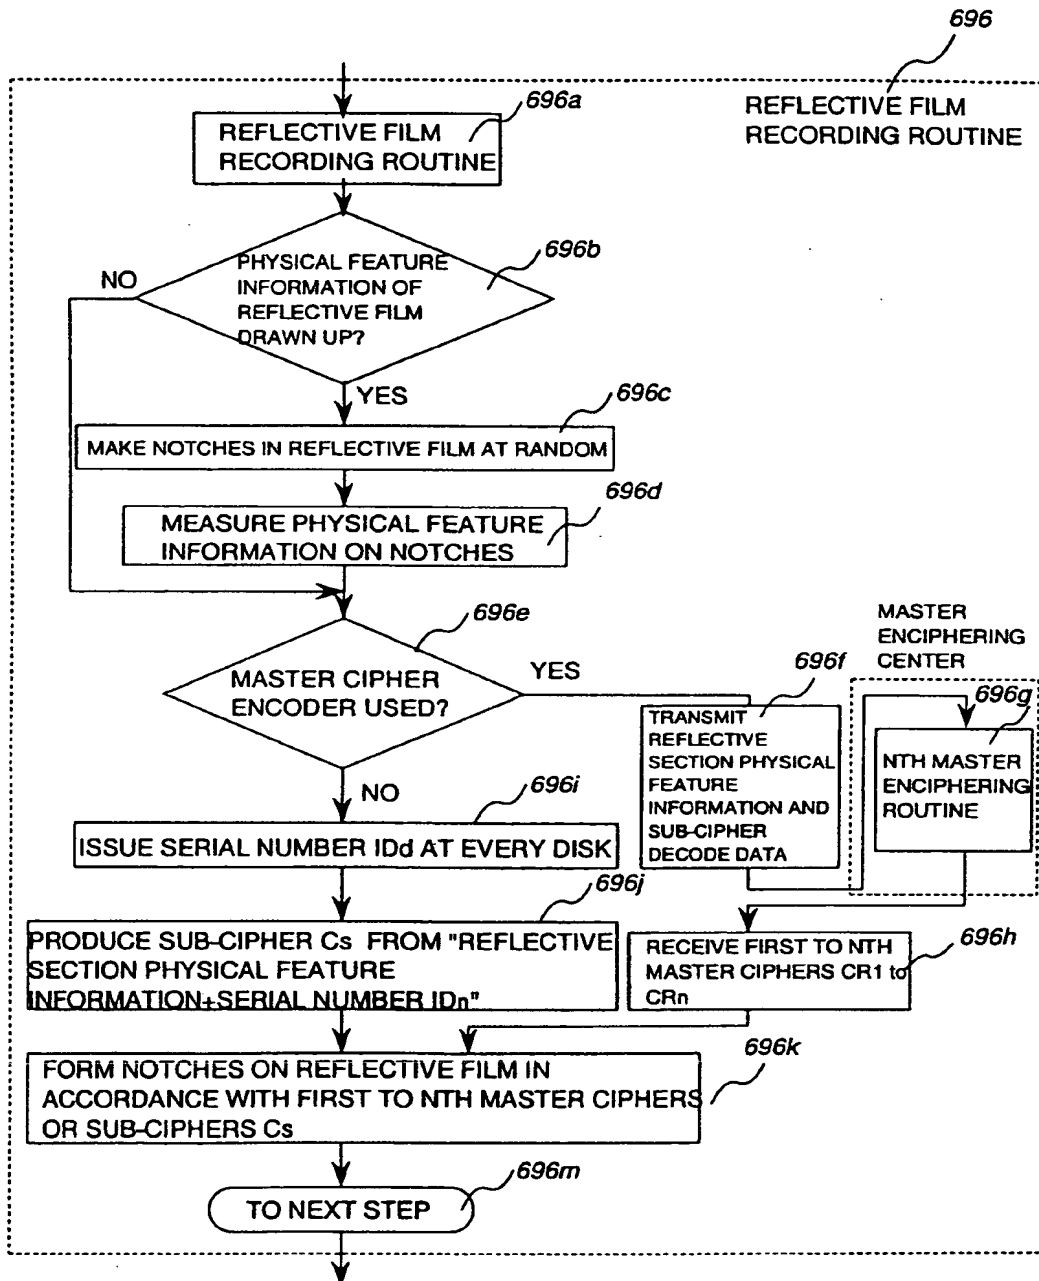 696
REFLECTIVE FILM
RECORDING ROUTINE
696a
REFLECTIVE FILM
RECORDING ROUTINE
696b
PHYSICAL FEATURE
INFORMATION OF
REFLECTIVE FILM
DRAWN UP?
NO
YES
696c
MAKE NOTCHES IN REFLECTIVE FILM AT RANDOM
696d
MEASURE PHYSICAL FEATURE
INFORMATION ON NOTCHES
696e
MASTER CIPHER
ENCODER USED?
YES
NO
696f
TRANSMIT
REFLECTIVE
SECTION PHYSICAL
FEATURE
INFORMATION AND
SUB-CIPHER
DECODE DATA
MASTER
ENCIPHERING
CENTER
696g
NTH MASTER
ENCIPHERING
ROUTINE
696h
RECEIVE FIRST TO NTH
MASTER CIPHERS CR1 to
CRn
696i
ISSUE SERIAL NUMBER IDd AT EVERY DISK
696j
PRODUCE SUB-CIPHER Cs FROM "REFLECTIVE
SECTION PHYSICAL FEATURE
INFORMATION+SERIAL NUMBER IDn"
696k
FORM NOTCHES ON REFLECTIVE FILM IN
ACCORDANCE WITH FIRST TO NTH MASTER CIPHERS
OR SUB-CIPHERS Cs
696m
TO NEXT STEP